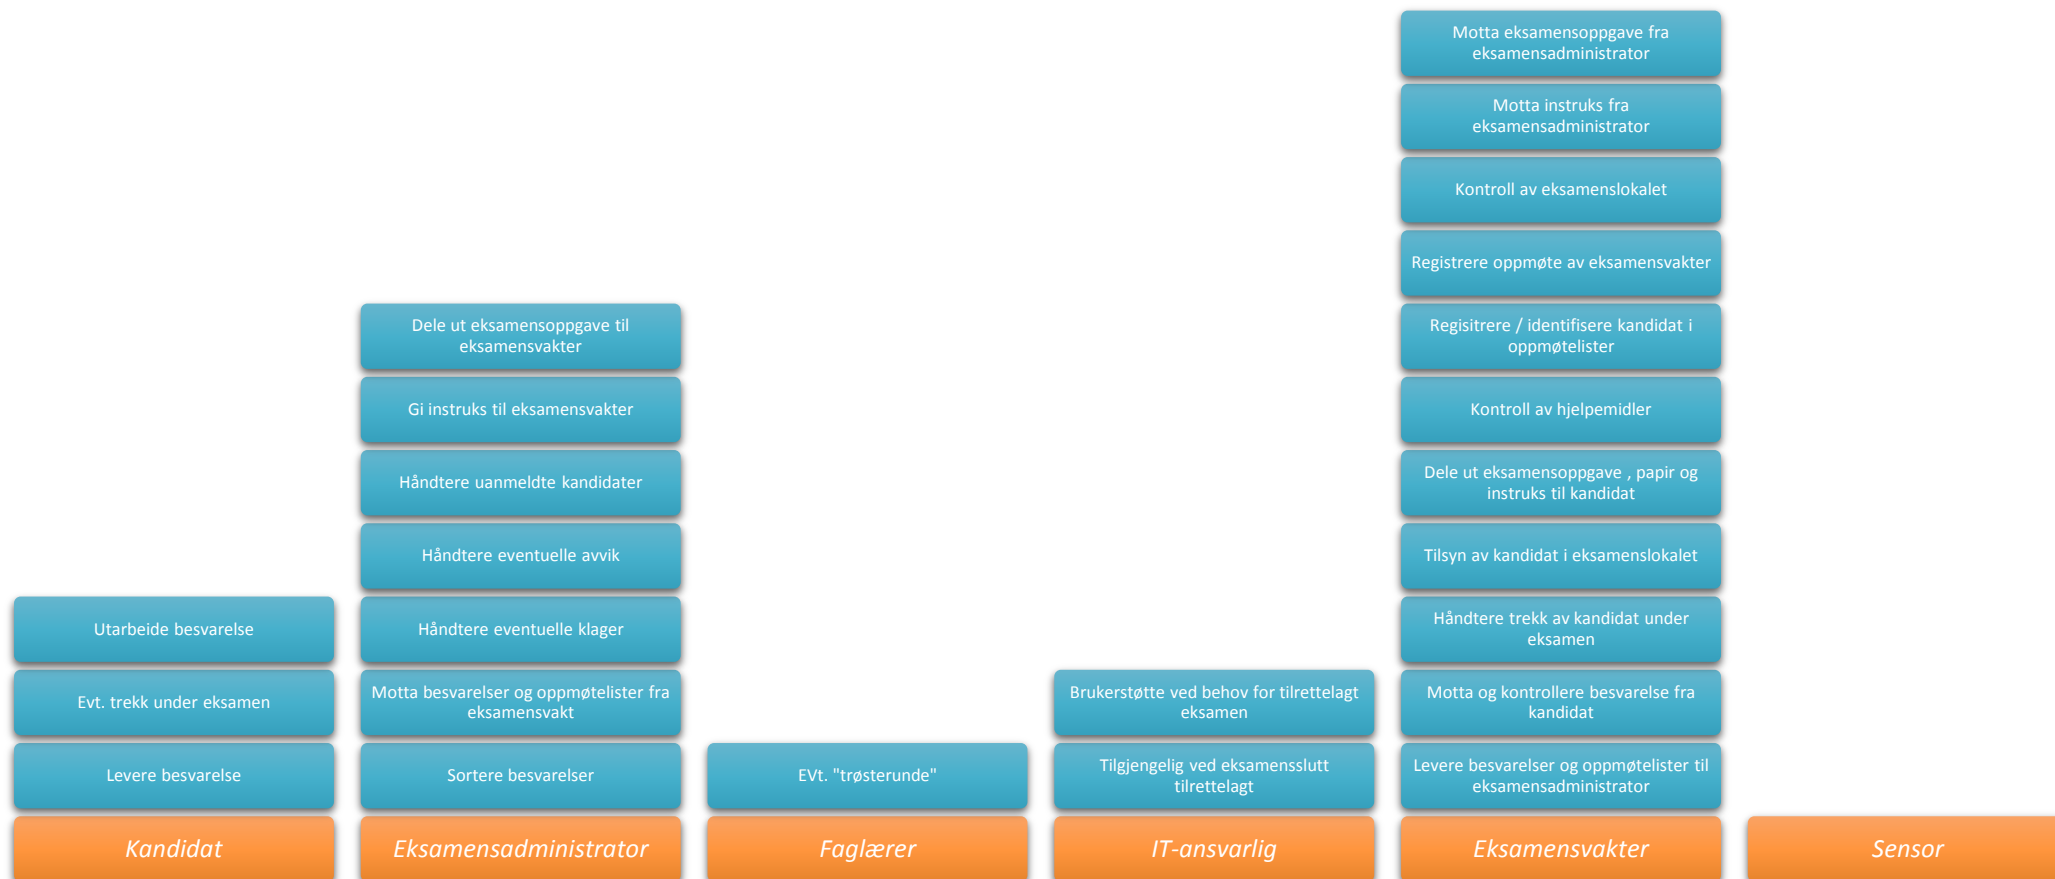 Utarbeide besvarelse
Evt. trekk under eksamen
Levere besvarelse
Kandidat
Dele ut eksamensoppgave til
eksamensvakter
Gi instruks til eksamensvakter
Håndtere uanmeldte kandidater
Håndtere eventuelle avvik
Håndtere eventuelle klager
Motta besvarelser og oppmøtelister fra
eksamensvakt
Sortere besvarelser
Eksamensadministrator
EVt. "trøsterunde"
Faglærer
Brukerstøtte ved behov for tilrettelagt
eksamen
Tilgjengelig ved eksamensslutt
tilrettelagt
IT-ansvarlig
Motta eksamensoppgave fra
eksamensadministrator
Motta instruks fra
eksamensadministrator
Kontroll av eksamenslokalet
Registrere oppmøte av eksamensvakter
Regisitrere / identifisere kandidat i
oppmøtelister
Kontroll av hjelpemidler
Dele ut eksamensoppgave , papir og
instruks til kandidat
Tilsyn av kandidat i eksamenslokalet
Håndtere trekk av kandidat under
eksamen
Motta og kontrollere besvarelse fra
kandidat
Levere besvarelser og oppmøtelister til
eksamensadministrator
Eksamensvakter
Sensor